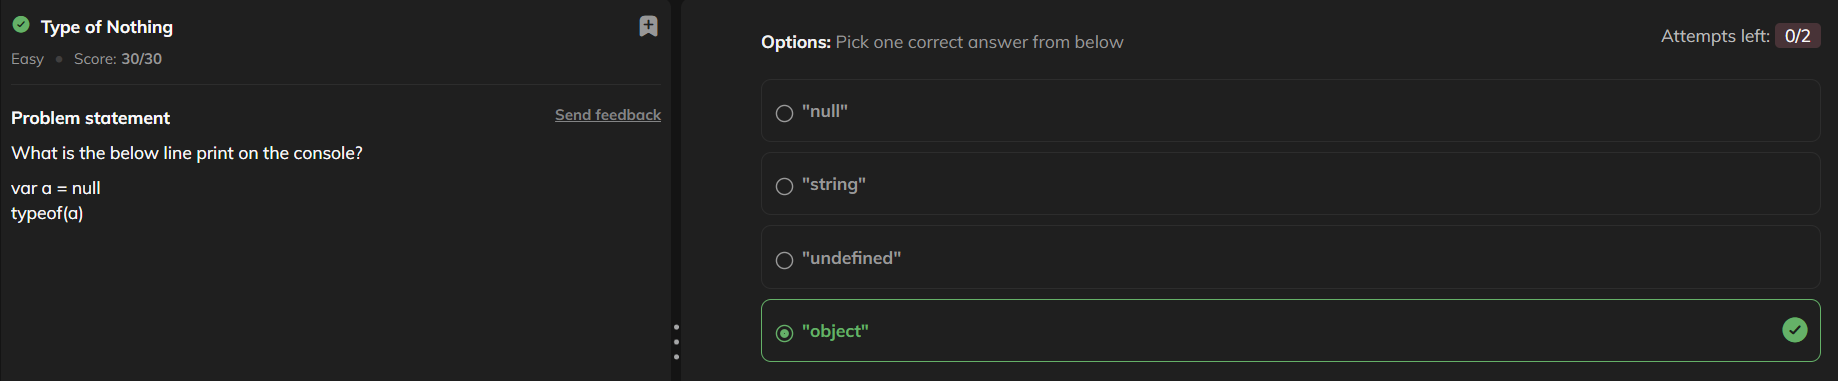 Type of Nothing
Easy • Score: 30/30
Problem statement
Send feedback
What is the below line print on the console?
var a = null
typeof(a)
Options: Pick one correct answer from below
Attempts left: 0/2
"null"
"string"
"undefined"
"object"